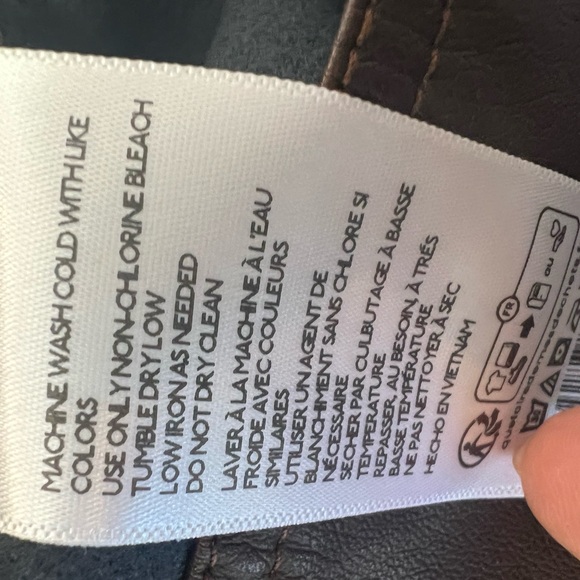 MACHINE WASH COLD WITH LIKE
COLORS
USE ONLY NON-CHLORINE BLEACH
TUMBLE DRY LOW
LOW IRON AS NEEDED
DO NOT DRY CLEAN
LAVER À LA MACHINE À L'EAU
FROIDE AVEC COULEURS
SIMILAIRES
UTILISER UN AGENT DE
BLANCHIMENT SANS CHLORE SI
NÉCESSAIRE
SÉCHER PAR CULBUTAGE À BASSE
TEMPÉRATURE
REPASSER, AU BESOIN, À TRÉS
BASSE TEMPÉRATURE
NE PAS NETTOYER À SEC
HECHO EN VIETNAM
FR
ou
quefairedemesdechets.fr